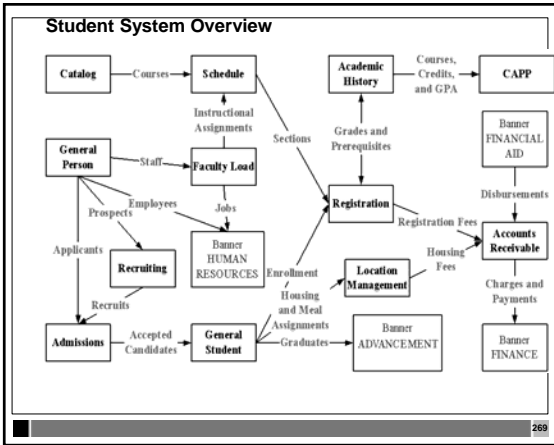 Student System Overview
Catalog
Courses
Schedule
Academic
History
Courses,
Credits,
and GPA
CAPP
Instructional
Assignments
General
Person
Staff
Faculty Load
Sections
Grades and
Prerequisites
Banner
FINANCIAL
AID
Prospects
Employees
Jobs
Registration
Disbursements
Registration Fees
Accounts
Receivable
Applicants
Recruiting
Banner
HUMAN
RESOURCES
Enrollment
Location
Management
Housing
Fees
Recruits
Housing
and Meal
Assignments
Charges and
Payments
Admissions
Accepted
Candidates
General
Student
Graduates
Banner
ADVANCEMENT
Banner
FINANCE
269